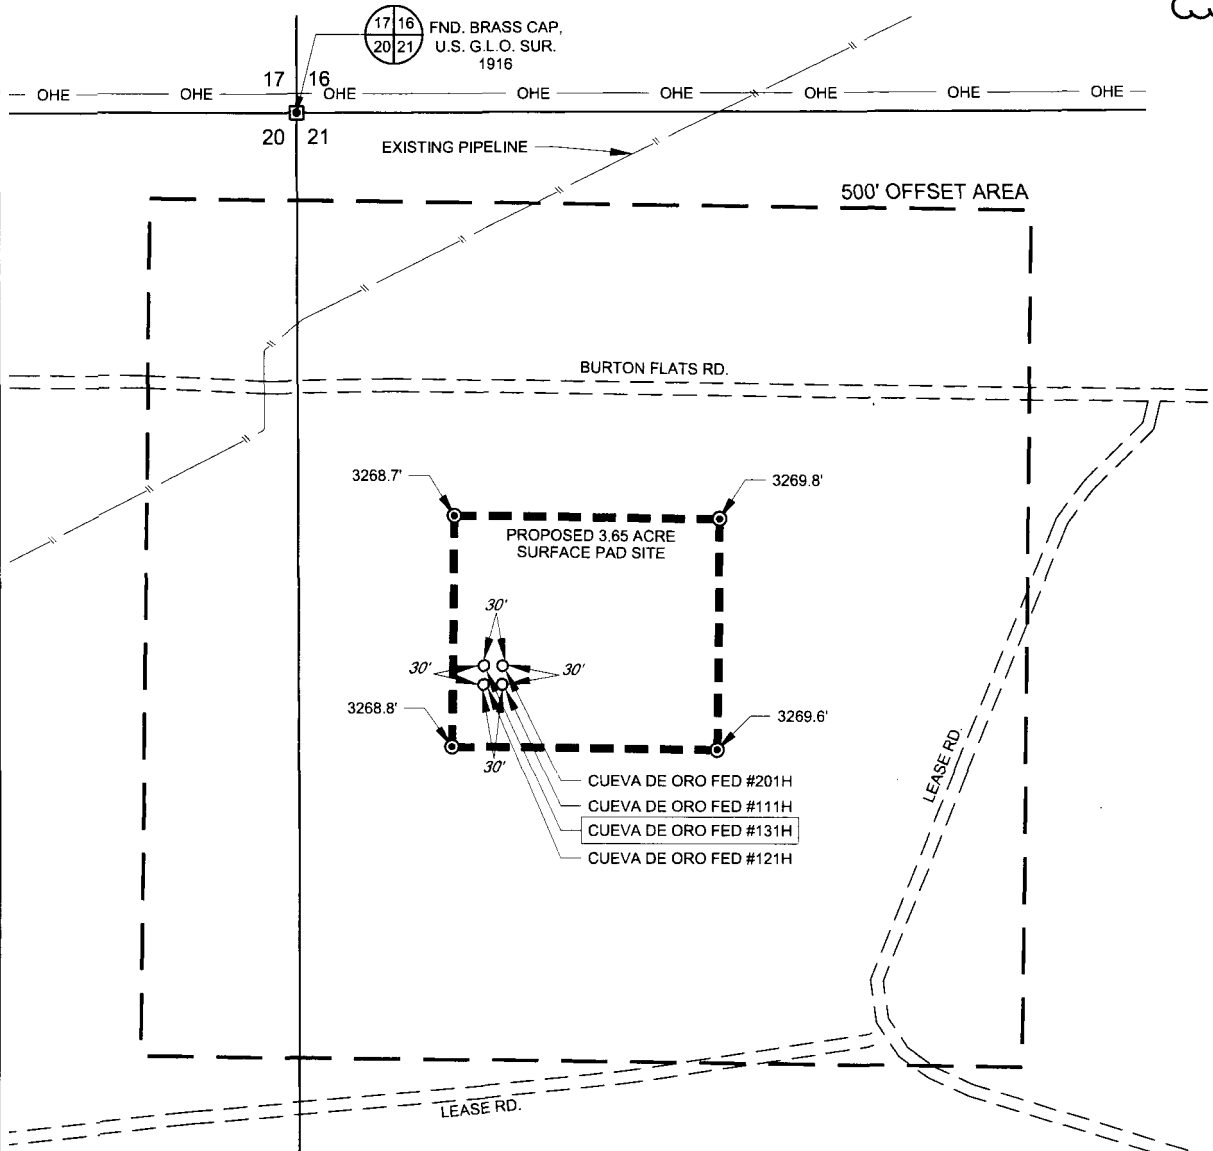 17 16 FND. BRASS CAP,
20 21 U.S. G.L.O. SUR.
1916
17 16
OHE OHE OHE OHE OHE OHE OHE OHE
20 21
EXISTING PIPELINE
500' OFFSET AREA
BURTON FLATS RD.
3268.7'
3269.8'
PROPOSED 3.65 ACRE
SURFACE PAD SITE
30'
30' 30'
3268.8'
3269.6'
30'
LEASE RD.
CUEVA DE ORO FED #201H
CUEVA DE ORO FED #111H
CUEVA DE ORO FED #131H
CUEVA DE ORO FED #121H
LEASE RD.